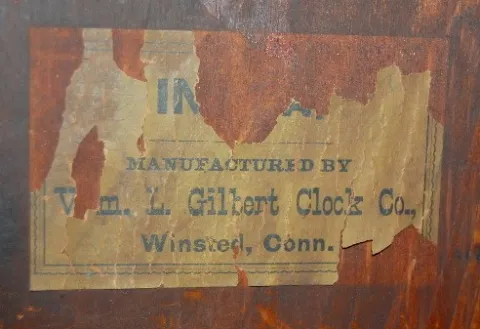 MANUFACTURED BY
Wm. L. Gilbert Clock Co.,
Winsted, Conn.